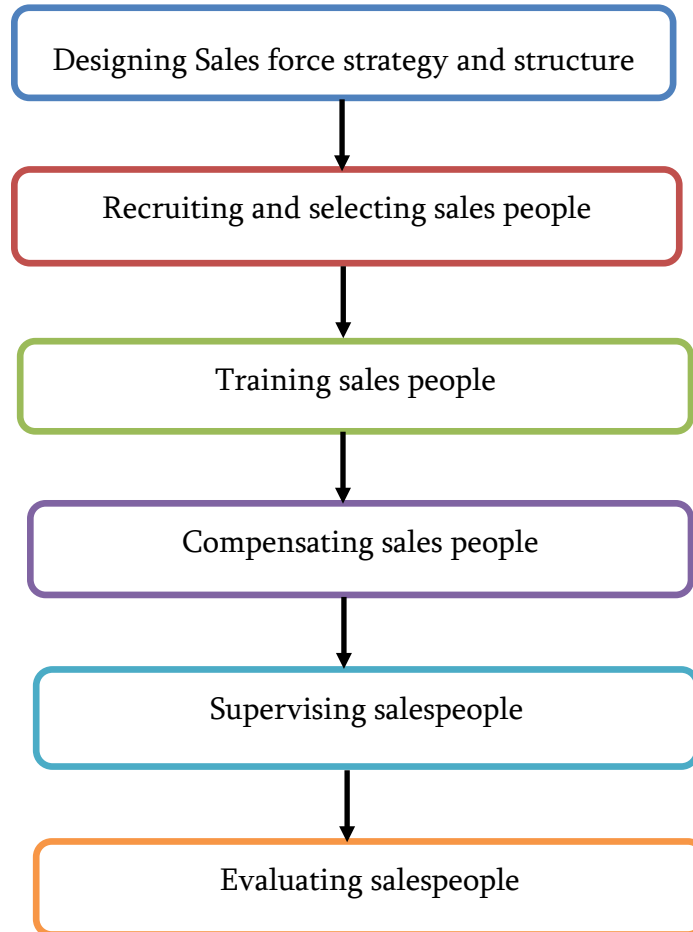 Designing Sales force strategy and structure
Recruiting and selecting sales people
Training sales people
Compensating sales people
Supervising salespeople
Evaluating salespeople